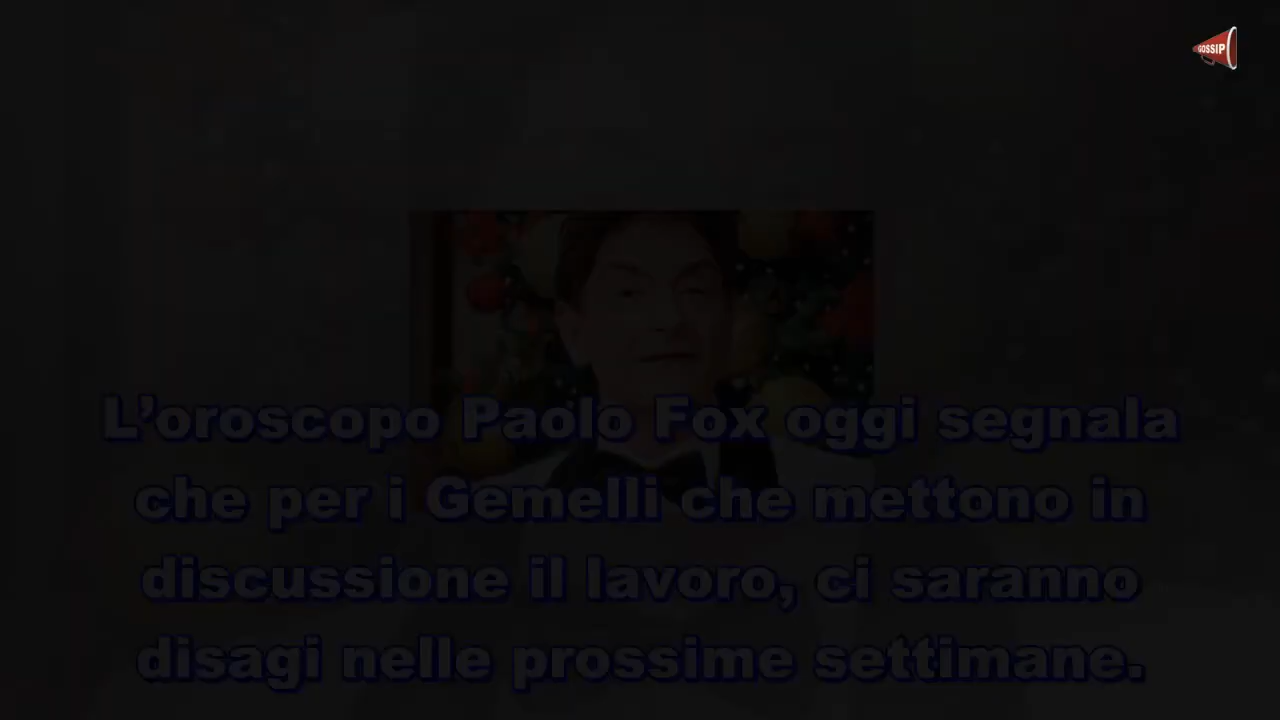 GOSSIP
L’oroscopo Paolo Fox oggi segnala
che per i Gemelli che mettono in
discussione il lavoro, ci saranno
disagi nelle prossime settimane.